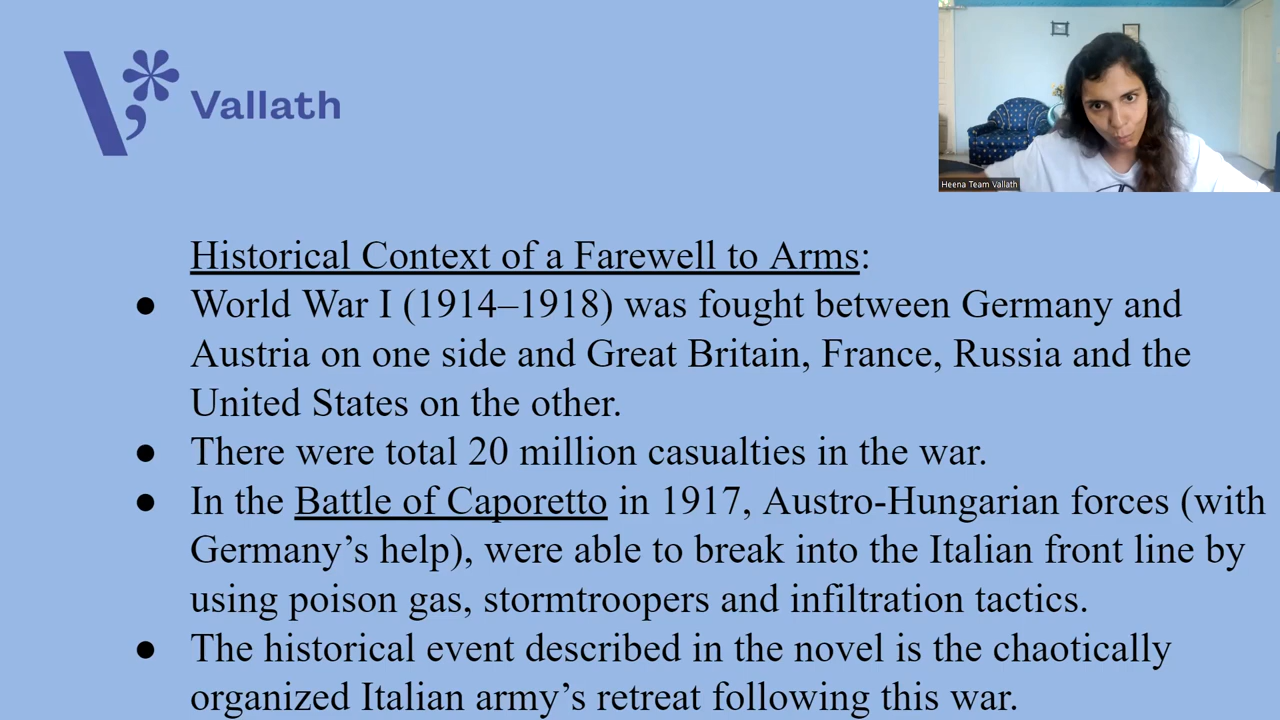 Vallath
Heena Team Vallath
Historical Context of a Farewell to Arms:
● World War I (1914–1918) was fought between Germany and
Austria on one side and Great Britain, France, Russia and the
United States on the other.
● There were total 20 million casualties in the war.
● In the Battle of Caporetto in 1917, Austro-Hungarian forces (with
Germany’s help), were able to break into the Italian front line by
using poison gas, stormtroopers and infiltration tactics.
● The historical event described in the novel is the chaotically
organized Italian army’s retreat following this war.